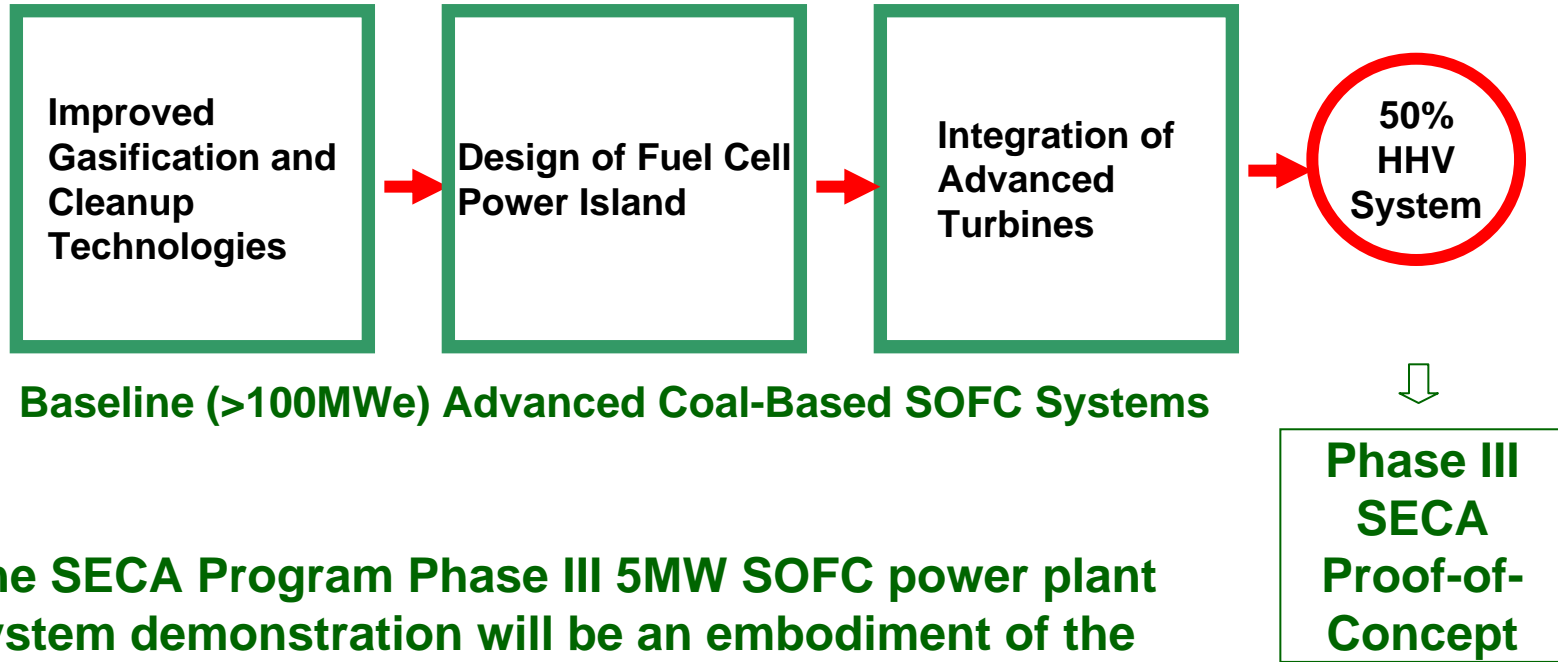 Improved
Gasification and
Cleanup
Technologies
Design of Fuel Cell
Power Island
Integration of
Advanced
Turbines
50%
HHV
System
Baseline (>100MWe) Advanced Coal-Based SOFC Systems
Phase III
SECA
Proof-of-
Concept
he SECA Program Phase III 5MW SOFC power plant
ystem demonstration will be an embodiment of the